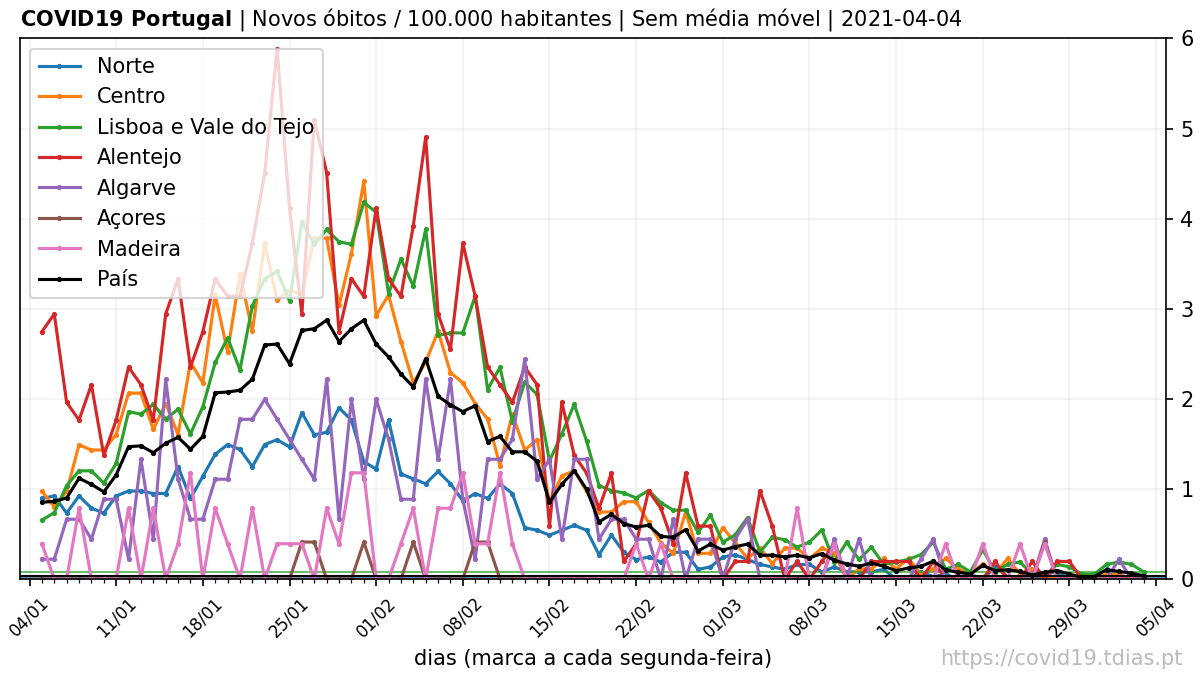 COVID19 Portugal | Novos óbitos / 100.000 habitantes | Sem média móvel | 2021-04-04
Norte
Centro
Lisboa e Vale do Tejo
Alentejo
Algarve
Açores
Madeira
País
6
5
4
3
2
1
0
04/01 11/01 18/01 25/01 01/02 08/02 15/02 22/02 01/03 08/03 15/03 22/03 29/03 05/04
dias (marca a cada segunda-feira)
https://covid19.tdias.pt